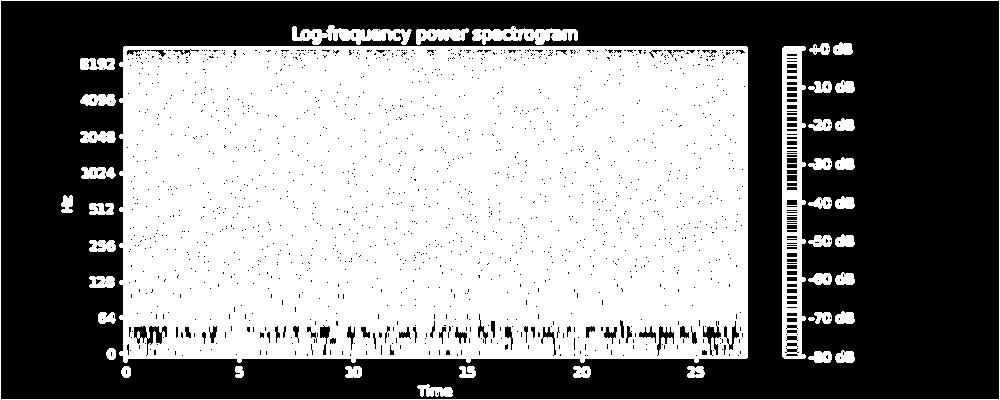 Log-frequency power spectrogram
+0 dB
8192
-10 dB
4096
-20 dB
2048
-30 dB
1024
Hz
512
-40 dB
256
-50 dB
128
-60 dB
64
-70 dB
0
-80 dB
0 5 10 15 20 25
Time